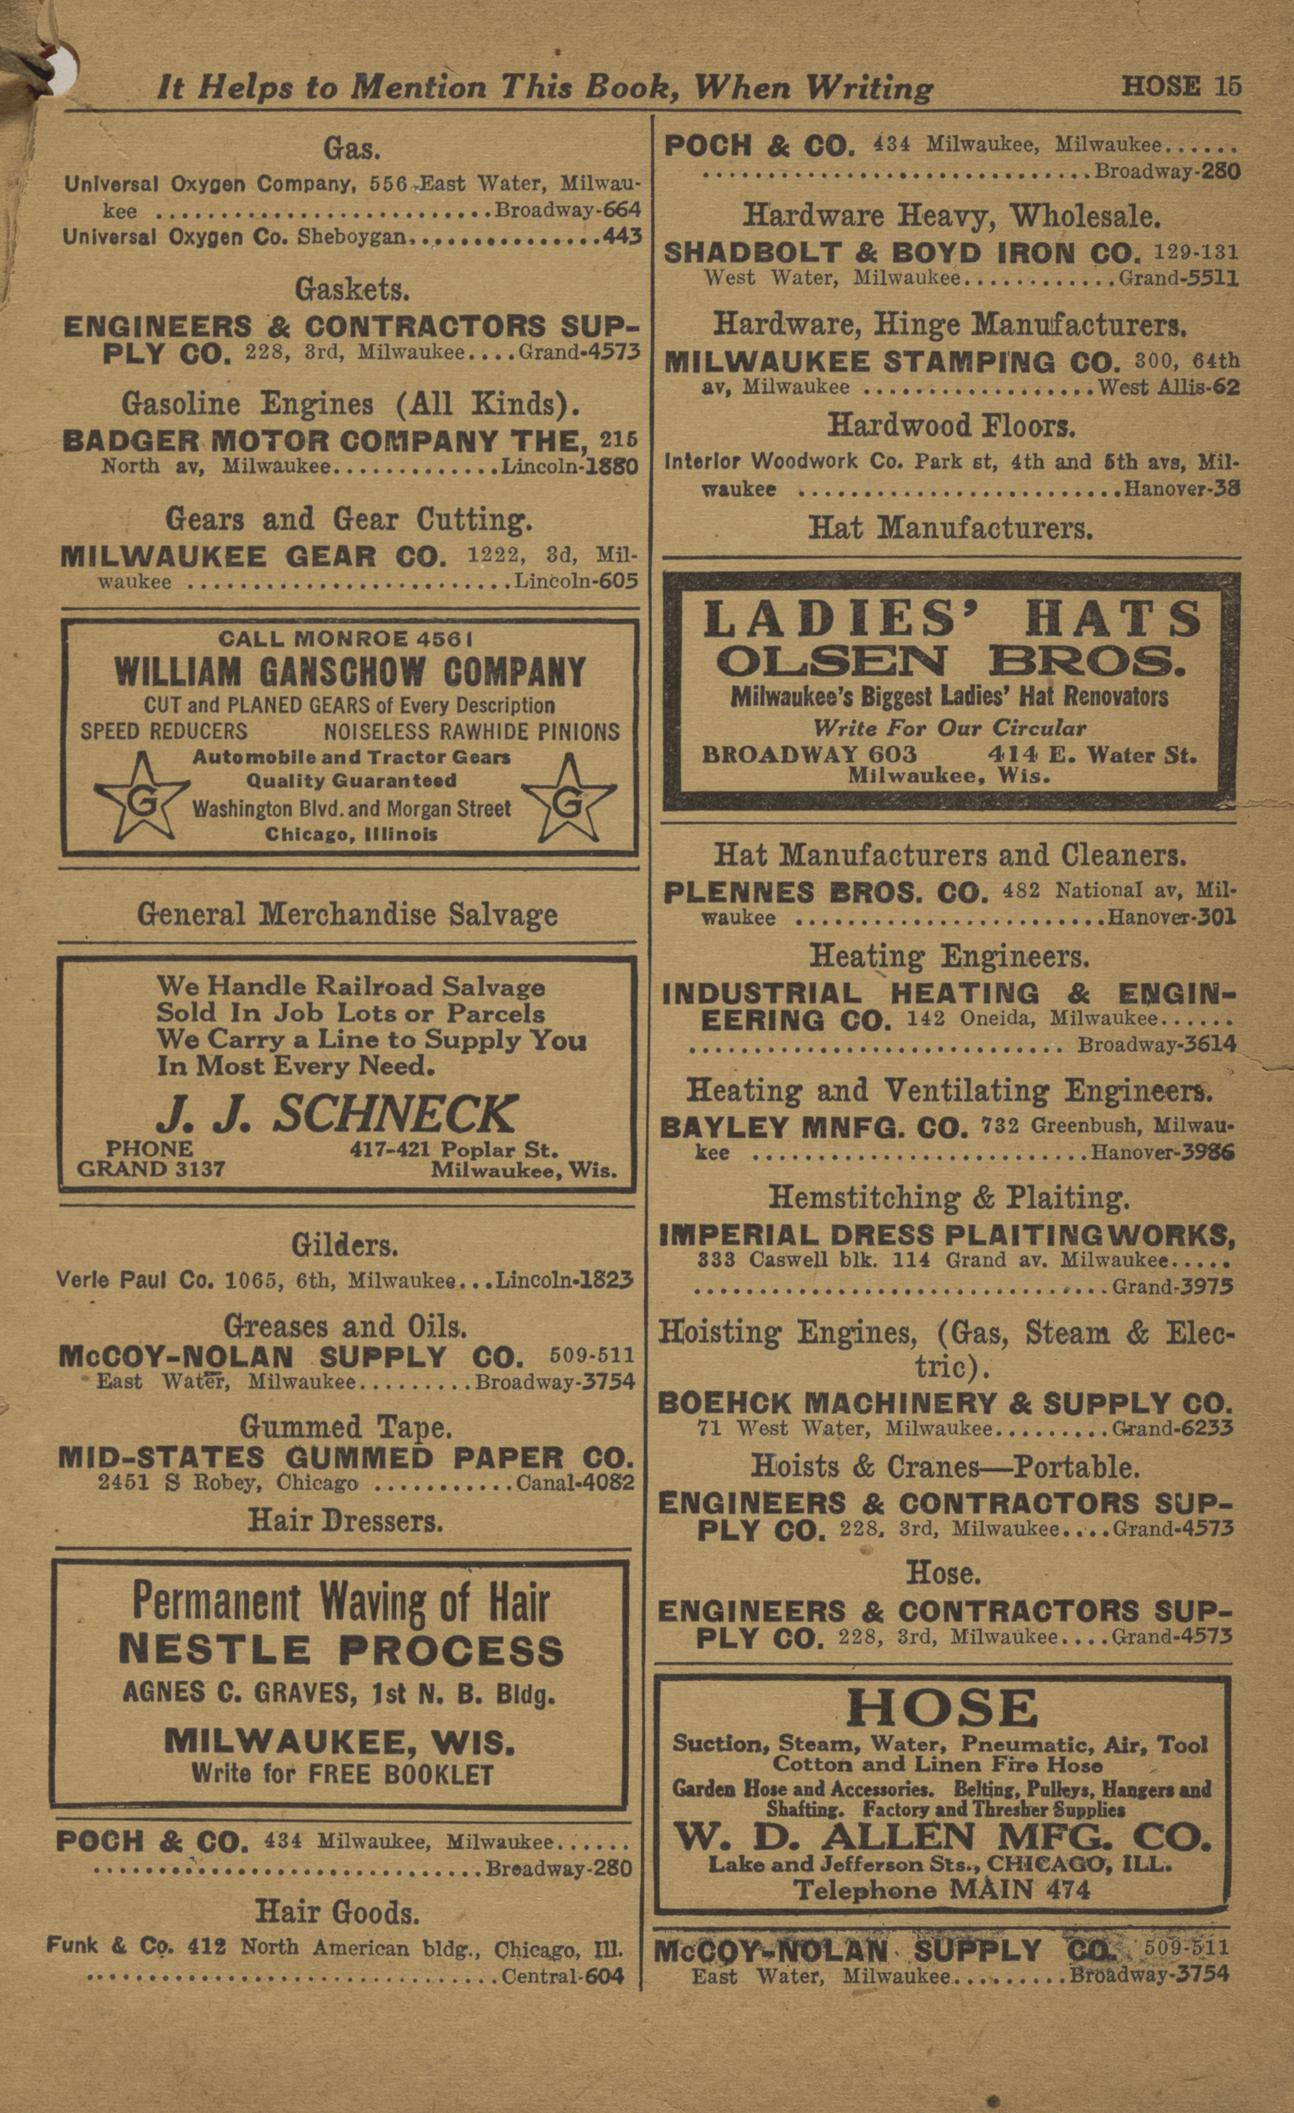 It Helps to Mention This Book, When Writing HOSE 15
Gas.
Universal Oxygen Company, 556 East Water, Milwau-
kee ..........................Broadway-664
Universal Oxygen Co. Sheboygan...............443
Gaskets.
ENGINEERS & CONTRACTORS SUP-
PLY CO. 228, 3rd, Milwaukee....Grand-4573
Gasoline Engines (All Kinds).
BADGER MOTOR COMPANY THE, 215
North av, Milwaukee.............Lincoln-1880
Gears and Gear Cutting.
MILWAUKEE GEAR CO. 1222, 3d, Mil-
waukee .........................Lincoln-605
CALL MONROE 4561
WILLIAM GANSCHOW COMPANY
CUT and PLANED GEARS of Every Description
SPEED REDUCERS NOISELESS RAWHIDE PINIONS
Automobile and Tractor Gears
Quality Guaranteed
G G
Washington Blvd. and Morgan Street
Chicago, Illinois
General Merchandise Salvage
We Handle Railroad Salvage
Sold In Job Lots or Parcels
We Carry a Line to Supply You
In Most Every Need.
J. J. SCHNECK
PHONE 417-421 Poplar St.
GRAND 3137 Milwaukee, Wis.
Gilders.
Verle Paul Co. 1065, 6th, Milwaukee...Lincoln-1823
Greases and Oils.
McCOY-NOLAN SUPPLY CO. 509-511
East Water, Milwaukee.........Broadway-3754
Gummed Tape.
MID-STATES GUMMED PAPER CO.
2451 S Robey, Chicago ...........Canal-4082
Hair Dressers.
Permanent Waving of Hair
NESTLE PROCESS
AGNES C. GRAVES, 1st N. B. Bldg.
MILWAUKEE, WIS.
Write for FREE BOOKLET
POCH & CO. 434 Milwaukee, Milwaukee......
..............................Broadway-280
Hair Goods.
Funk & Co. 412 North American bldg., Chicago, Ill.
................................Central-604
POCH & CO. 434 Milwaukee, Milwaukee......
..............................Broadway-280
Hardware Heavy, Wholesale.
SHADBOLT & BOYD IRON CO. 129-131
West Water, Milwaukee............Grand-5511
Hardware, Hinge Manufacturers.
MILWAUKEE STAMPING CO. 300, 64th
av, Milwaukee ..................West Allis-62
Hardwood Floors.
Interior Woodwork Co. Park st, 4th and 5th avs, Mil-
waukee .........................Hanover-38
Hat Manufacturers.
LADIES' HATS
OLSEN BROS.
Milwaukee's Biggest Ladies' Hat Renovators
Write For Our Circular
BROADWAY 603 414 E. Water St.
Milwaukee, Wis.
Hat Manufacturers and Cleaners.
PLENNES BROS. CO. 482 National av, Mil-
waukee ........................Hanover-301
Heating Engineers.
INDUSTRIAL HEATING & ENGIN-
EERING CO. 142 Oneida, Milwaukee......
............................. Broadway-3614
Heating and Ventilating Engineers.
BAYLEY MNFG. CO. 732 Greenbush, Milwau-
kee ..........................Hanover-3986
Hemstitching & Plaiting.
IMPERIAL DRESS PLAITING WORKS,
333 Caswell blk. 114 Grand av. Milwaukee.....
................................Grand-3975
Hoisting Engines, (Gas, Steam & Elec-
tric).
BOEHCK MACHINERY & SUPPLY CO.
71 West Water, Milwaukee.........Grand-6233
Hoists & Cranes—Portable.
ENGINEERS & CONTRACTORS SUP-
PLY CO. 228, 3rd, Milwaukee....Grand-4573
Hose.
ENGINEERS & CONTRACTORS SUP-
PLY CO. 228, 3rd, Milwaukee....Grand-4573
HOSE
Suction, Steam, Water, Pneumatic, Air, Tool
Cotton and Linen Fire Hose
Garden Hose and Accessories. Belting, Pulleys, Hangers and
Shafting. Factory and Thresher Supplies
W. D. ALLEN MFG. CO.
Lake and Jefferson Sts., CHICAGO, ILL.
Telephone MAIN 474
McCOY-NOLAN SUPPLY CO. 509-511
East Water, Milwaukee.........Broadway-3754